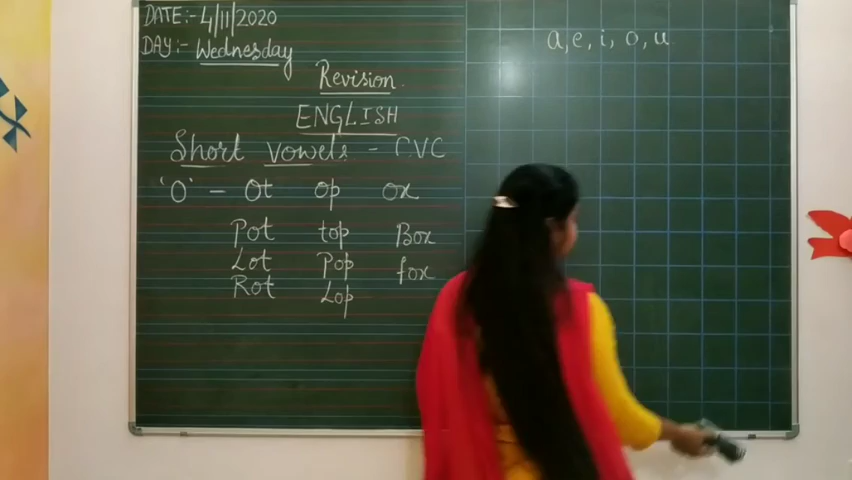 DATE:- 4/11/2020
DAY:- Wednesday
Revision.
ENGLISH
Short vowels - CVC
'O' - Ot op ox
Pot top Box
Lot Pop fox
Rot Lop
a, e, i, o, u